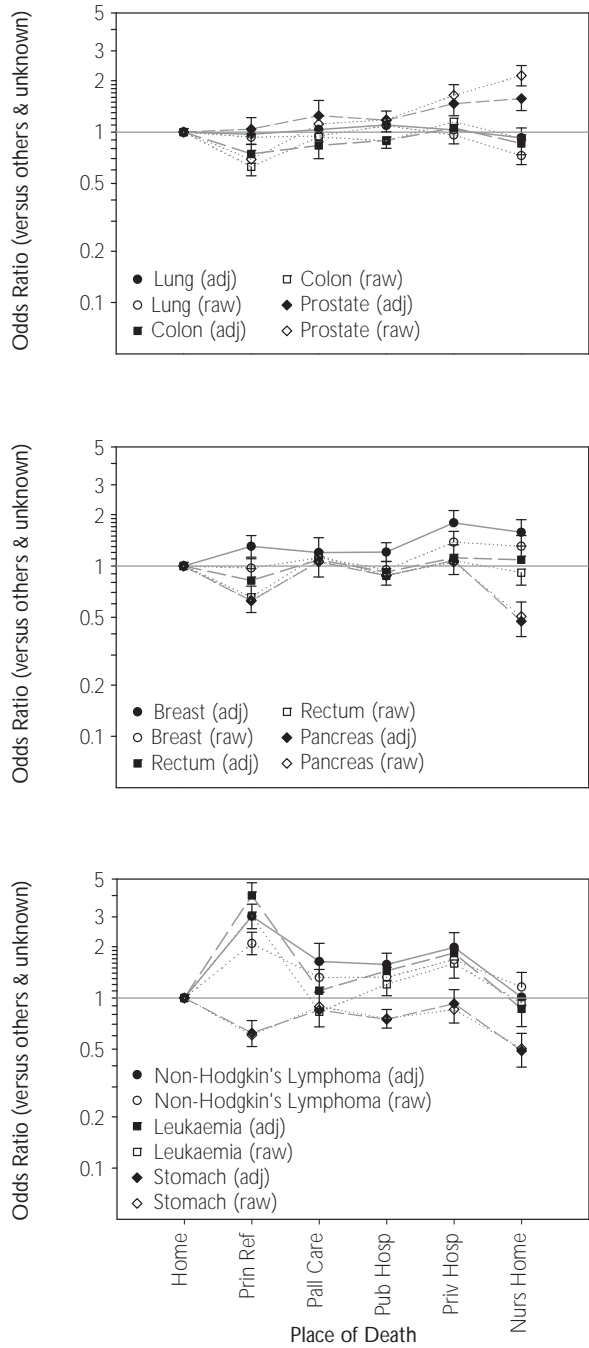 Odds Ratio (versus others & unknown)
5
3
2
1
0.5
0.2
0.1
Lung (adj)
Lung (raw)
Colon (adj)
Colon (raw)
Prostate (adj)
Prostate (raw)
Odds Ratio (versus others & unknown)
5
3
2
1
0.5
0.2
0.1
Breast (adj)
Breast (raw)
Rectum (adj)
Rectum (raw)
Pancreas (adj)
Pancreas (raw)
Odds Ratio (versus others & unknown)
5
3
2
1
0.5
0.2
0.1
Non-Hodgkin's Lymphoma (adj)
Non-Hodgkin's Lymphoma (raw)
Leukaemia (adj)
Leukaemia (raw)
Stomach (adj)
Stomach (raw)
Home
Prin Ref
Pall Care
Pub Hosp
Priv Hosp
Nurs Home
Place of Death